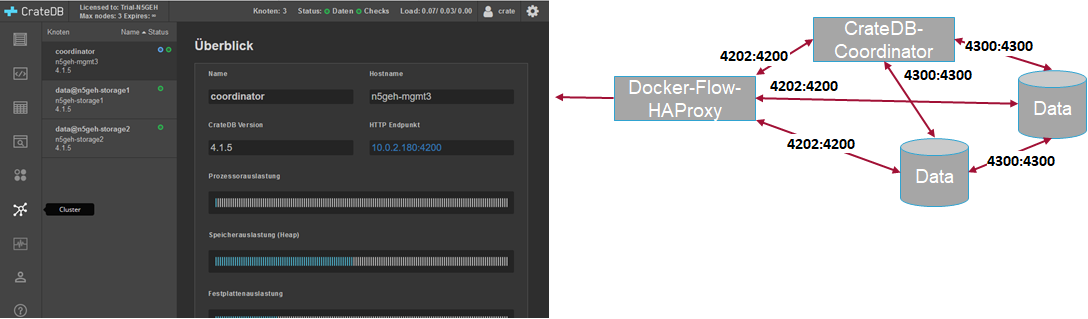 CrateDB
Licensed to: Trial-N5GEH
Max nodes: 3 Expires: ∞
Knoten: 3 Status: Daten Checks Load: 0.07/ 0.03/ 0.00 crate
Knoten Name Status
coordinator
n5geh-mgmt3
4.1.5
data@n5geh-storage1
n5geh-storage1
4.1.5
data@n5geh-storage2
n5geh-storage2
4.1.5
Cluster
Überblick
Name Hostname
coordinator n5geh-mgmt3
CrateDB Version HTTP Endpunkt
4.1.5 10.0.2.180:4200
Prozessorauslastung
Speicherauslastung (Heap)
Festplattenauslastung
CrateDB-
Coordinator
4202:4200
4300:4300
4300:4300
Docker-Flow-
HAProxy
4202:4200
Data
4202:4200
4300:4300
Data